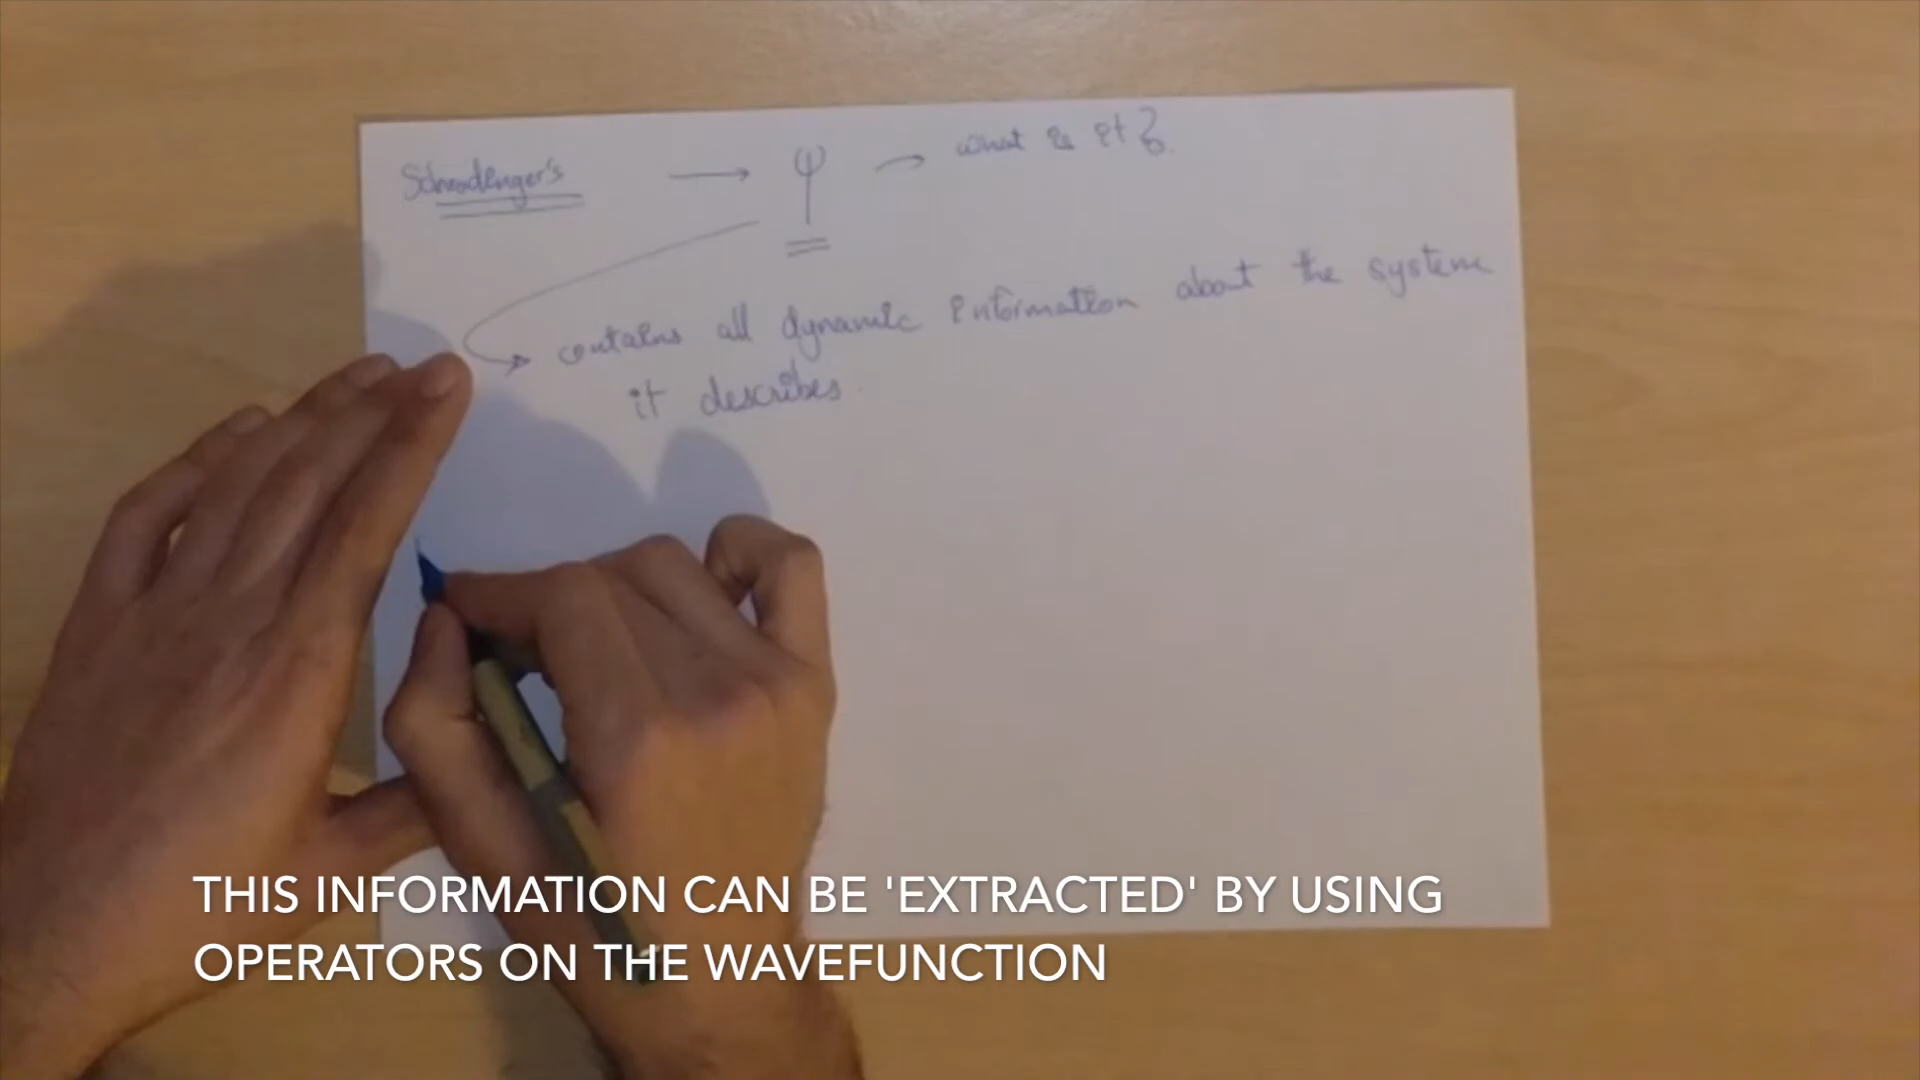 Schrodenger's → ψ → what is it?
contains all dynamic information about the system
it describes.
THIS INFORMATION CAN BE 'EXTRACTED' BY USING
OPERATORS ON THE WAVEFUNCTION